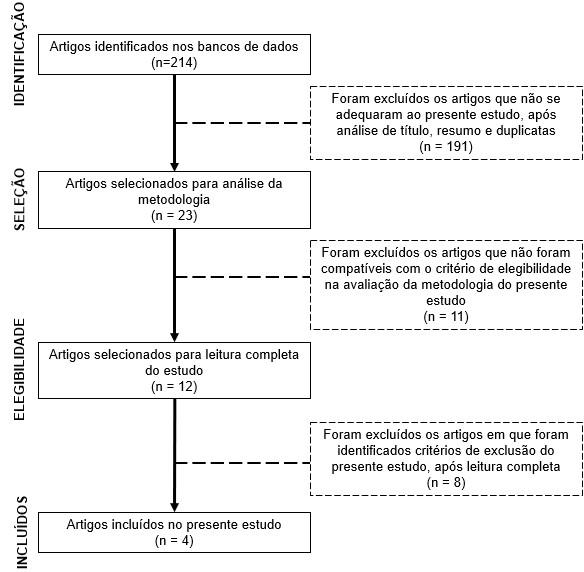 IDENTIFICAÇÃO
Artigos identificados nos bancos de dados
(n=214)
Foram excluídos os artigos que não se
adequaram ao presente estudo, após
análise de título, resumo e duplicatas
(n = 191)
SELEÇÃO
Artigos selecionados para análise da
metodologia
(n = 23)
Foram excluídos os artigos que não foram
compatíveis com o critério de elegibilidade
na avaliação da metodologia do presente
estudo
(n = 11)
ELEGIBILIDADE
Artigos selecionados para leitura completa
do estudo
(n = 12)
Foram excluídos os artigos em que foram
identificados critérios de exclusão do
presente estudo, após leitura completa
(n = 8)
INCLUÍDOS
Artigos incluídos no presente estudo
(n = 4)